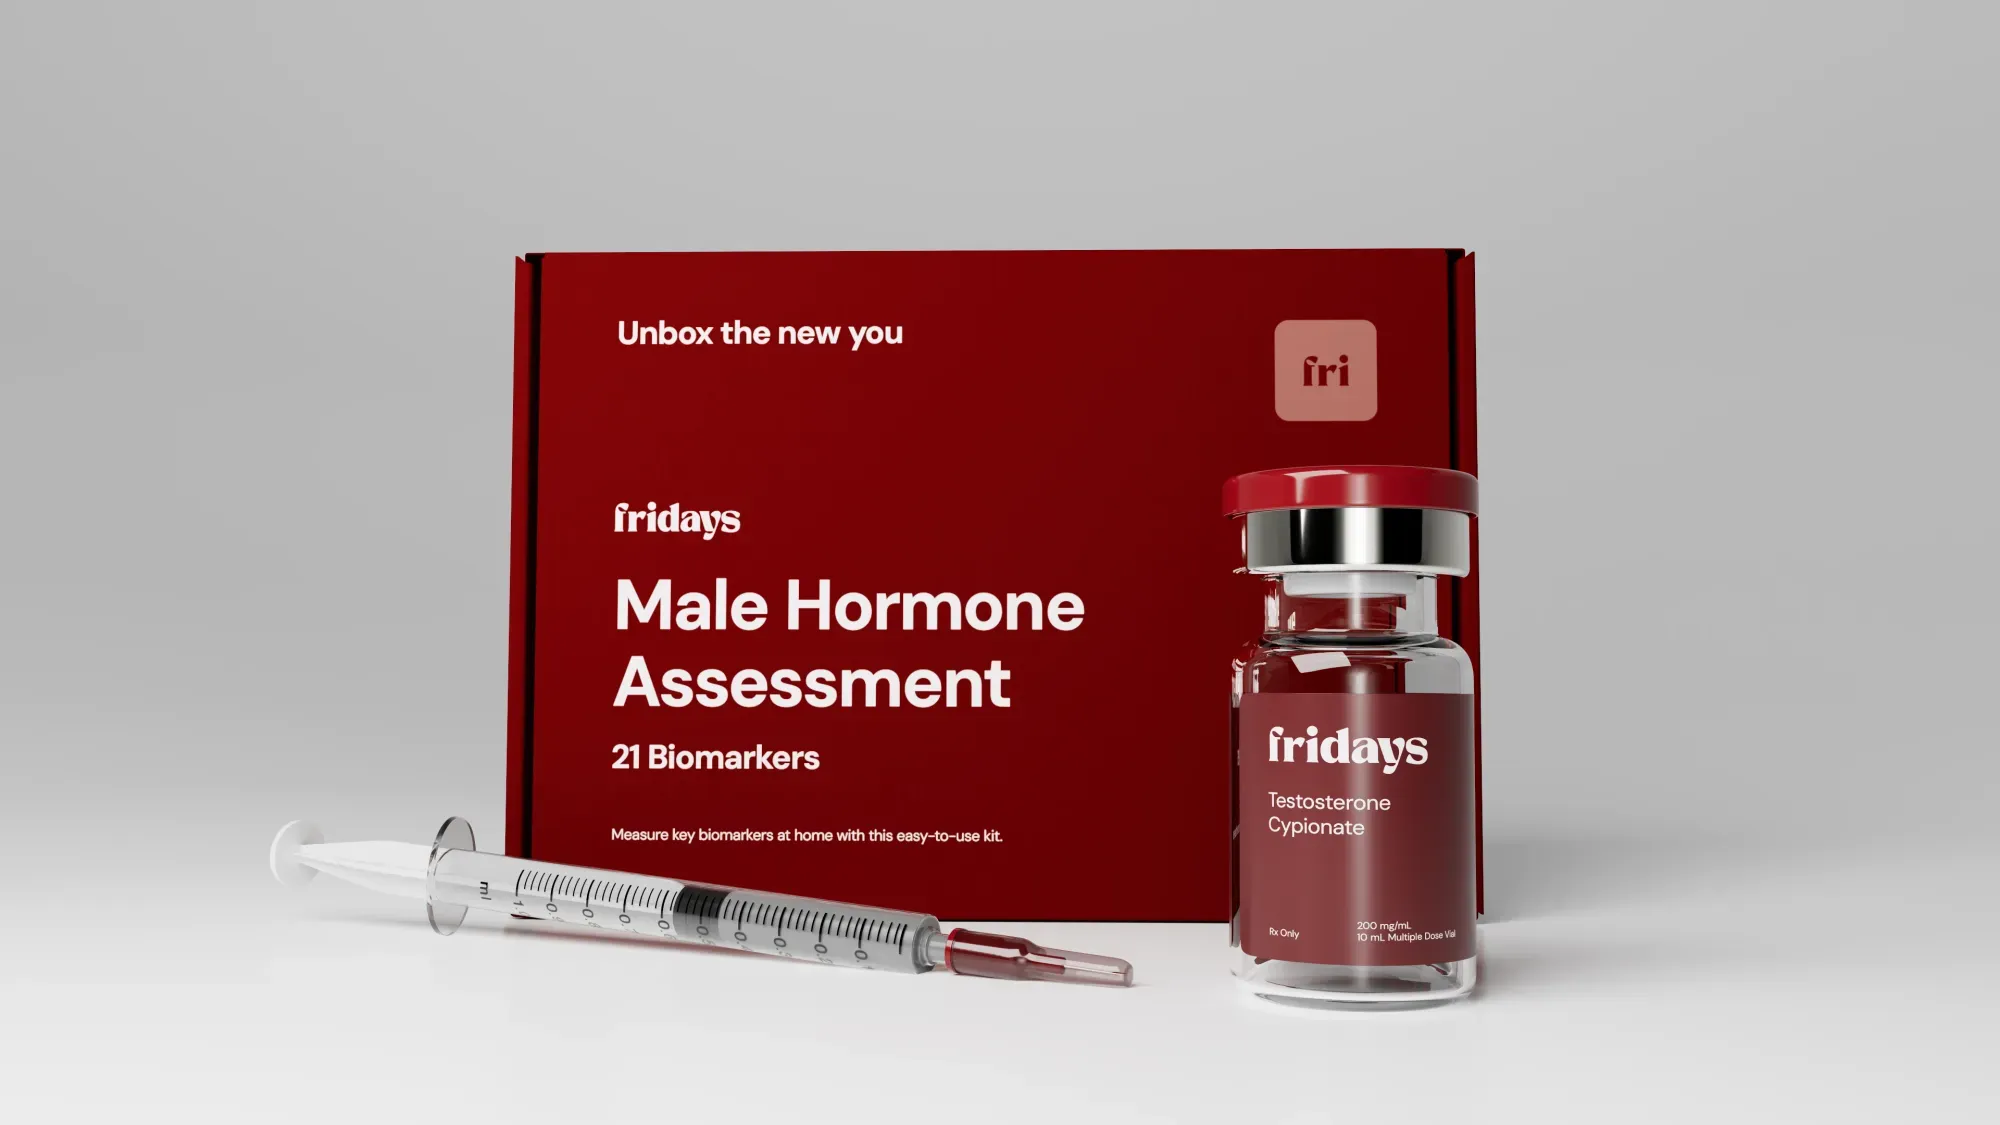 Unbox the new you
fri
fridays
Male Hormone
Assessment
21 Biomarkers
Measure key biomarkers at home with this easy-to-use kit.
ml
fridays
Testosterone
Cypionate
Rx Only
200 mg/mL
10 mL Multiple Dose Vial